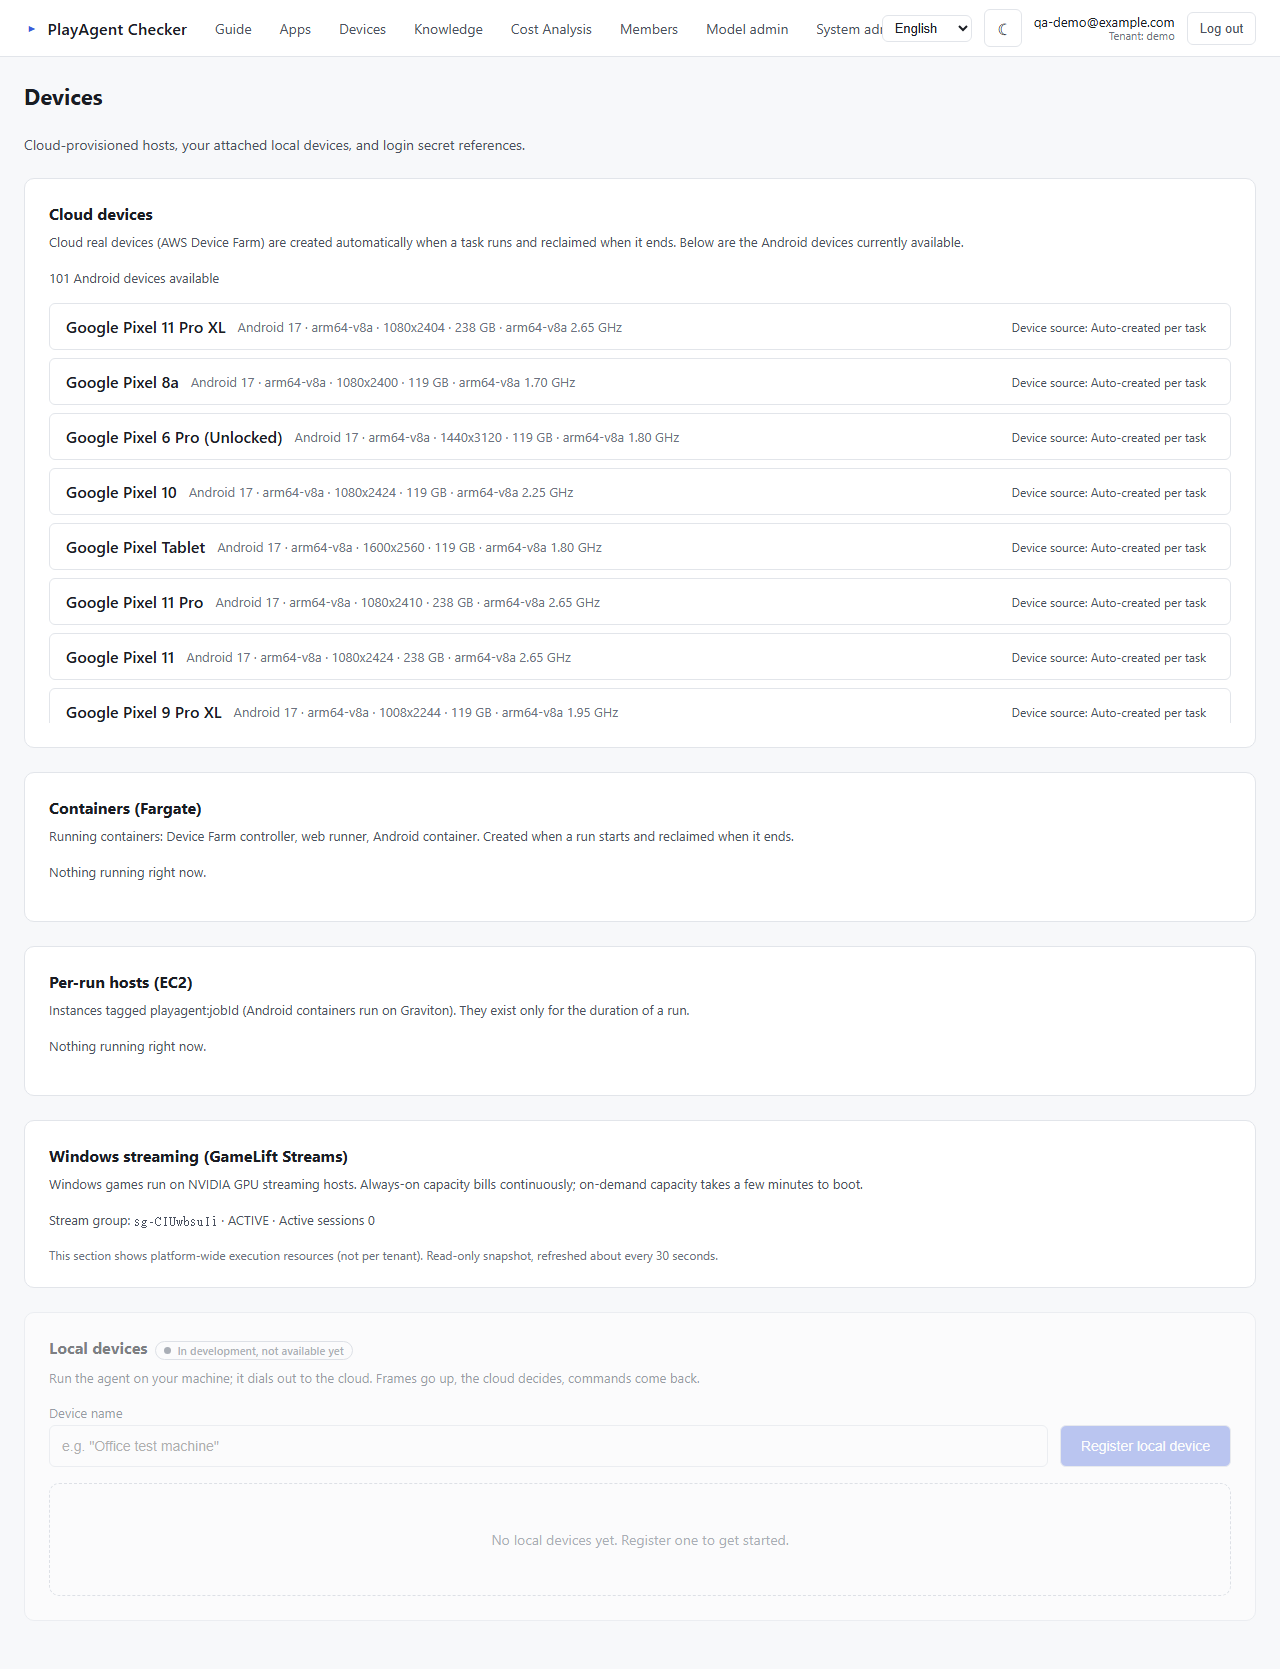 PlayAgent Checker
Guide
Apps
Devices
Knowledge
Cost Analysis
Members
Model admin
System adr
English
qa-demo@example.com
Tenant: demo
Log out
Devices
Cloud-provisioned hosts, your attached local devices, and login secret references.
Cloud devices
Cloud real devices (AWS Device Farm) are created automatically when a task runs and reclaimed when it ends. Below are the Android devices currently available.
101 Android devices available
Google Pixel 11 Pro XL Android 17 · arm64-v8a · 1080x2404 · 238 GB · arm64-v8a 2.65 GHz Device source: Auto-created per task
Google Pixel 8a Android 17 · arm64-v8a · 1080x2400 · 119 GB · arm64-v8a 1.70 GHz Device source: Auto-created per task
Google Pixel 6 Pro (Unlocked) Android 17 · arm64-v8a · 1440x3120 · 119 GB · arm64-v8a 1.80 GHz Device source: Auto-created per task
Google Pixel 10 Android 17 · arm64-v8a · 1080x2424 · 119 GB · arm64-v8a 2.25 GHz Device source: Auto-created per task
Google Pixel Tablet Android 17 · arm64-v8a · 1600x2560 · 119 GB · arm64-v8a 1.80 GHz Device source: Auto-created per task
Google Pixel 11 Pro Android 17 · arm64-v8a · 1080x2410 · 238 GB · arm64-v8a 2.65 GHz Device source: Auto-created per task
Google Pixel 11 Android 17 · arm64-v8a · 1080x2424 · 238 GB · arm64-v8a 2.65 GHz Device source: Auto-created per task
Google Pixel 9 Pro XL Android 17 · arm64-v8a · 1008x2244 · 119 GB · arm64-v8a 1.95 GHz Device source: Auto-created per task
Containers (Fargate)
Running containers: Device Farm controller, web runner, Android container. Created when a run starts and reclaimed when it ends.
Nothing running right now.
Per-run hosts (EC2)
Instances tagged playagent:jobId (Android containers run on Graviton). They exist only for the duration of a run.
Nothing running right now.
Windows streaming (GameLift Streams)
Windows games run on NVIDIA GPU streaming hosts. Always-on capacity bills continuously; on-demand capacity takes a few minutes to boot.
Stream group: sg-CIUwbsuIi · ACTIVE · Active sessions 0
This section shows platform-wide execution resources (not per tenant). Read-only snapshot, refreshed about every 30 seconds.
Local devices In development, not available yet
Run the agent on your machine; it dials out to the cloud. Frames go up, the cloud decides, commands come back.
Device name
e.g. "Office test machine"
Register local device
No local devices yet. Register one to get started.